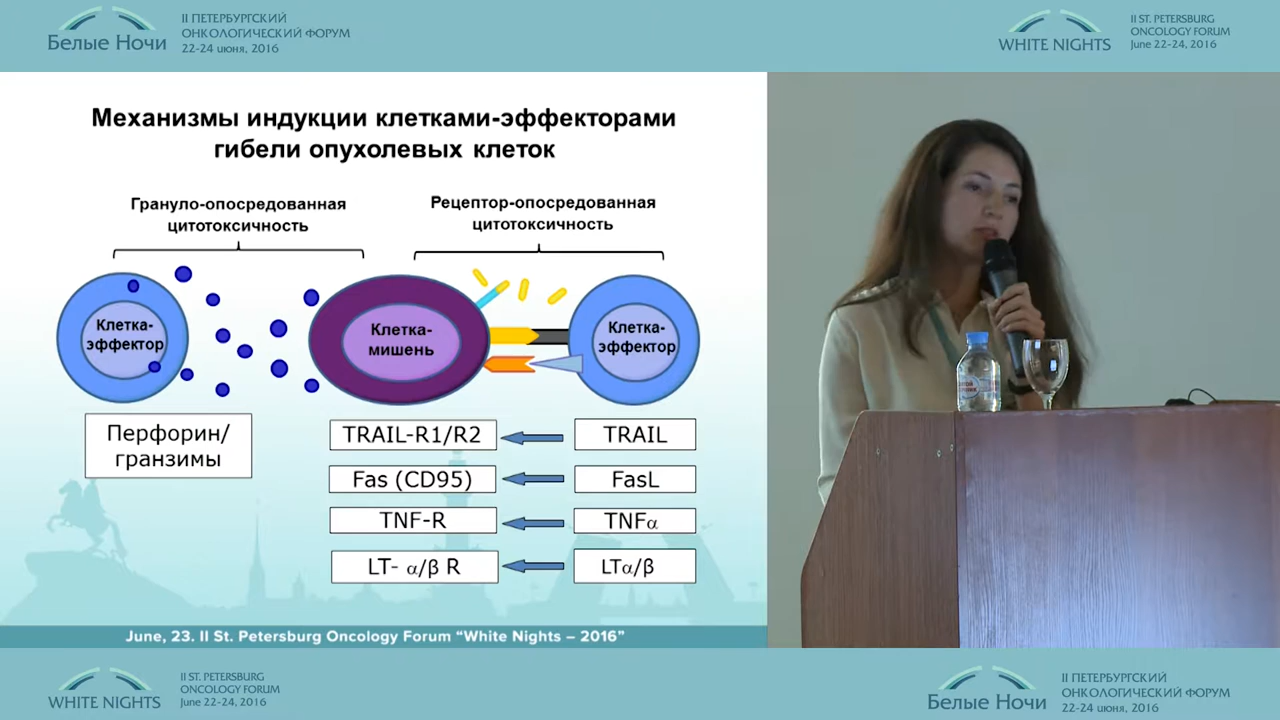 Белые Ночи
II ПЕТЕРБУРГСКИЙ
ОНКОЛОГИЧЕСКИЙ ФОРУМ
22-24 июня, 2016
WHITE NIGHTS
II ST. PETERSBURG
ONCOLOGY FORUM
June 22-24, 2016
Механизмы индукции клетками-эффекторами
гибели опухолевых клеток
Грануло-опосредованная
цитотоксичность
Рецептор-опосредованная
цитотоксичность
Клетка-
эффектор
Клетка-
мишень
Клетка-
эффектор
Перфорин/
гранзимы
TRAIL-R1/R2
TRAIL
Fas (CD95)
FasL
TNF-R
TNFα
LT- α/β R
LTα/β
June, 23. II St. Petersburg Oncology Forum “White Nights – 2016”
WHITE NIGHTS
II ST. PETERSBURG
ONCOLOGY FORUM
June 22-24, 2016
Белые Ночи
II ПЕТЕРБУРГСКИЙ
ОНКОЛОГИЧЕСКИЙ ФОРУМ
22-24 июня, 2016